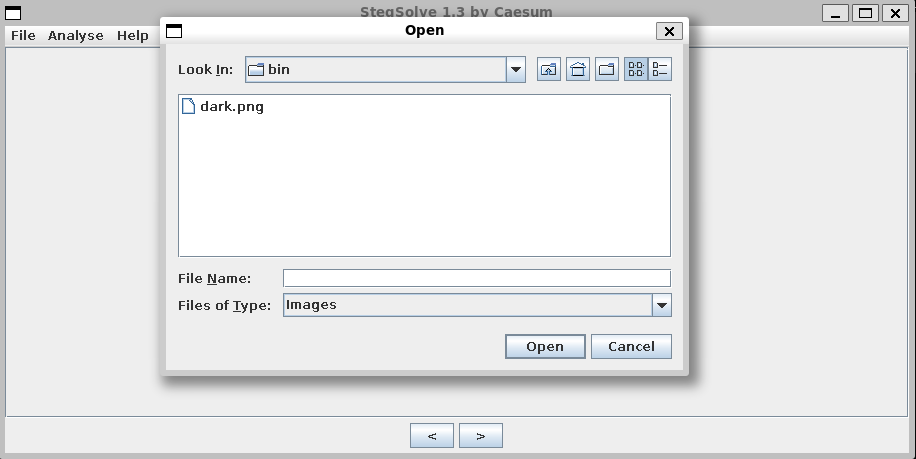 StegSolve 1.3 by Caesum
File Analyse Help
Open
Look In: bin
dark.png
File Name:
Files of Type: Images
Open Cancel
< >